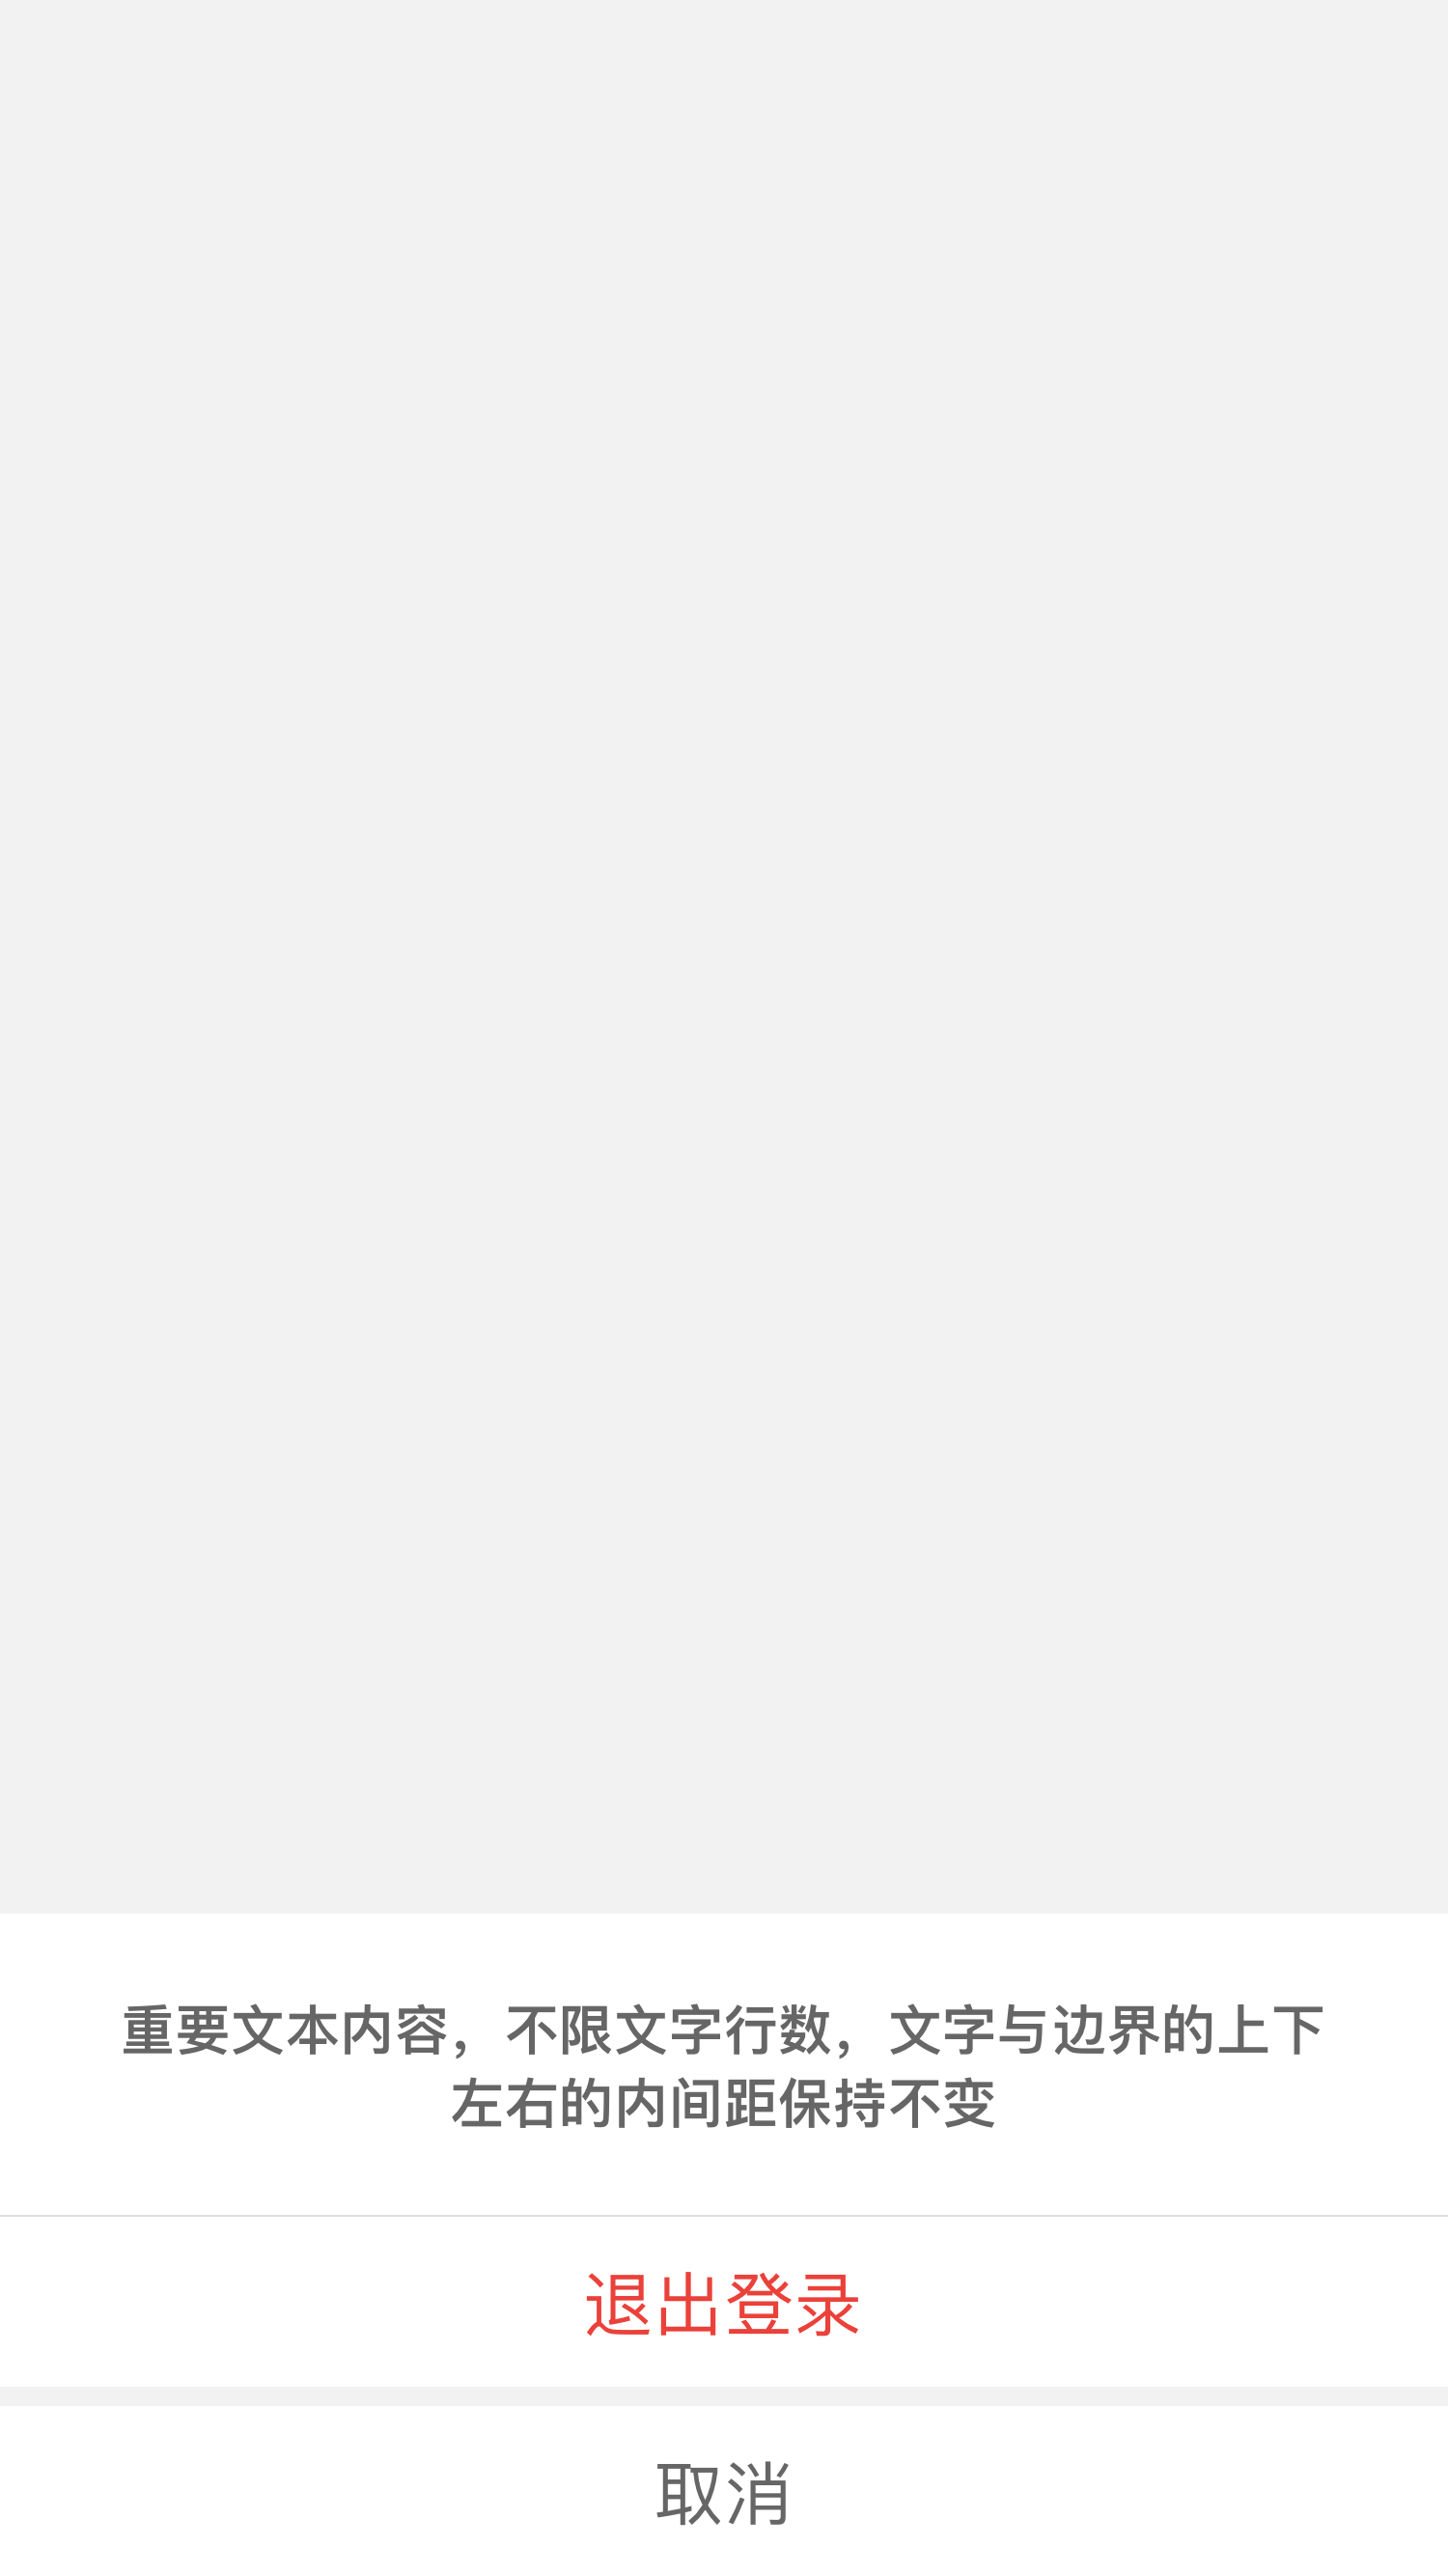 重要文本内容，不限文字行数，文字与边界的上下
左右的内间距保持不变
退出登录
取消